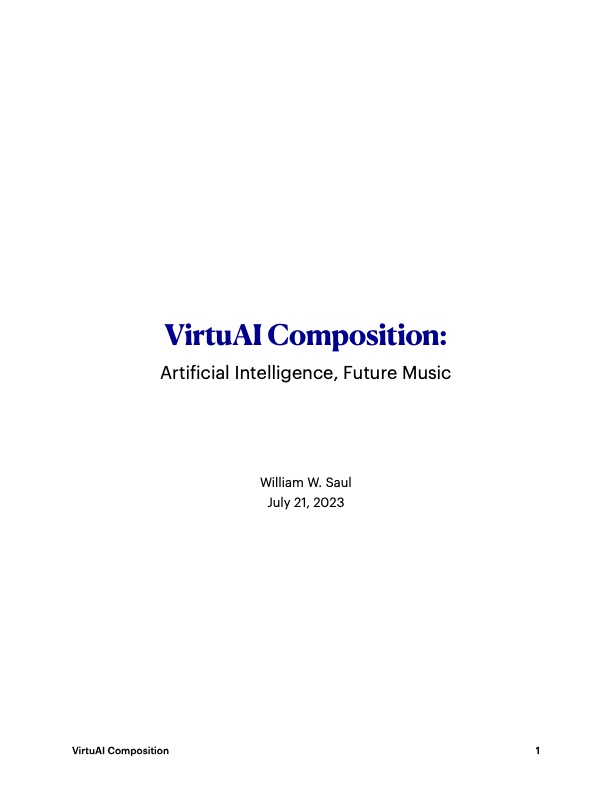 VirtuAI Composition:
Artificial Intelligence, Future Music
William W. Saul
July 21, 2023
VirtuAI Composition 1